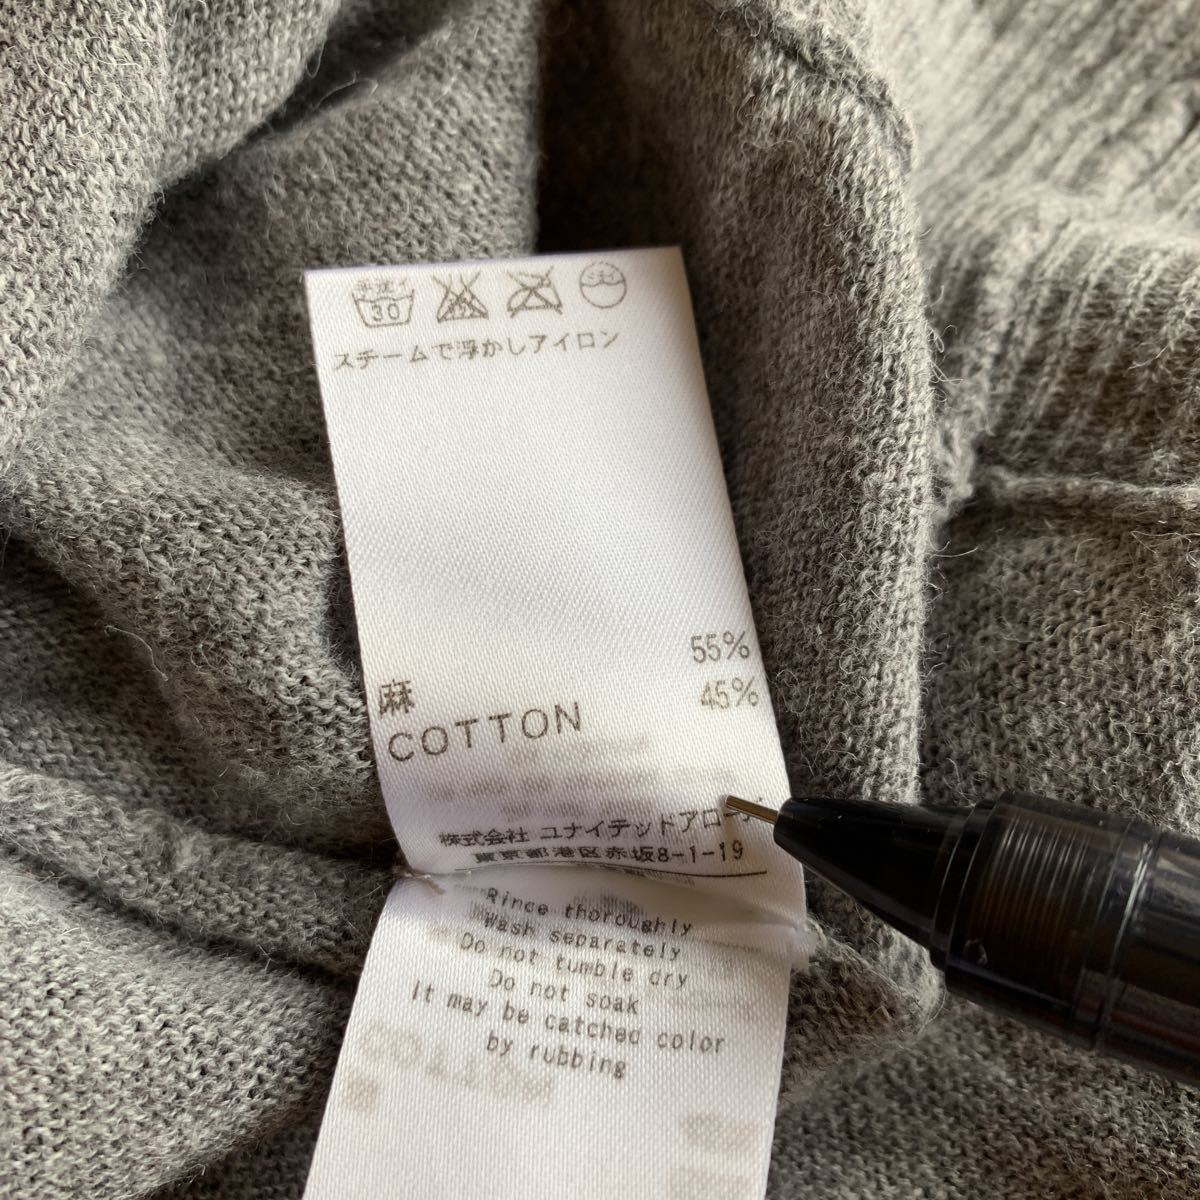 手洗イ 30
スチームで浮かしアイロン
55%
麻 45%
COTTON
株式会社 ユナイテッドアローズ
東京都港区赤坂8-1-19
Rince thoroughly
Wash separately
Do not tumble dry
Do not soak
It may be catched color
by rubbing